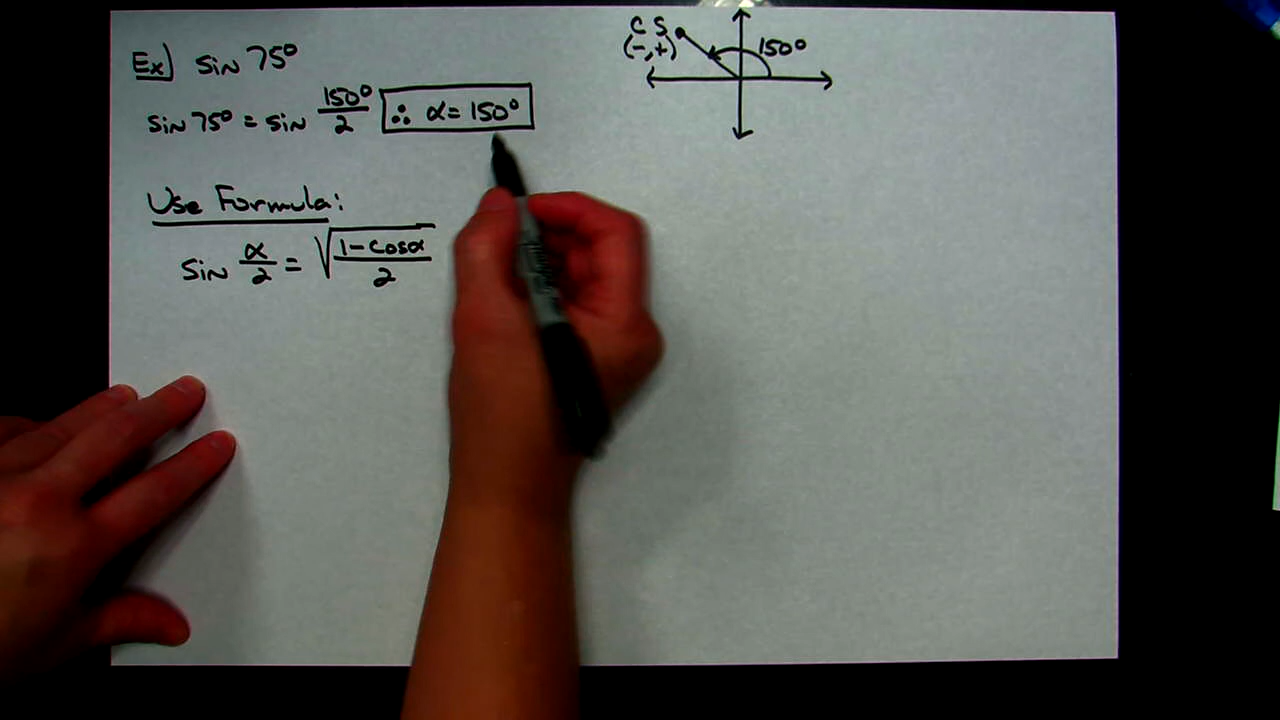 Ex) sin 75°
sin 75° = sin 150°/2 ∴ α = 150°
Use Formula:
sin α/2 = √(1-cosα/2)
C S
(-,+)
150°